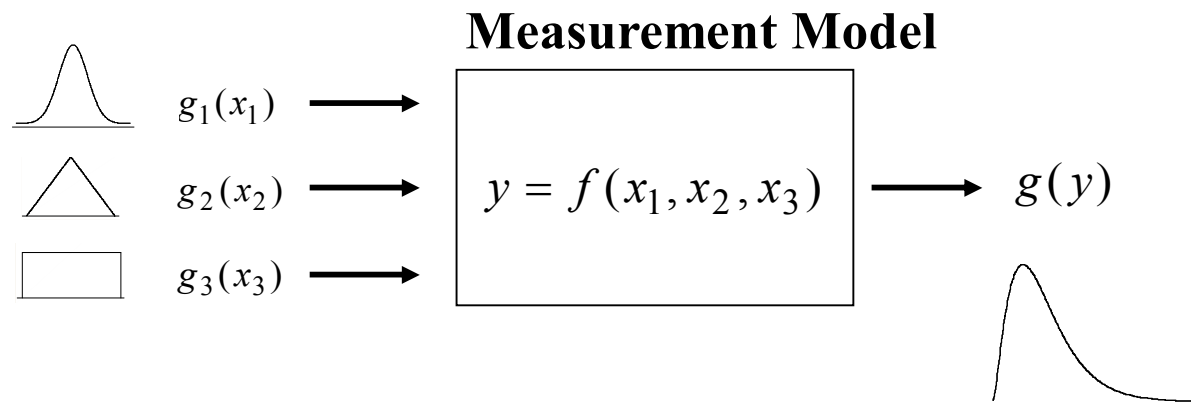 Measurement Model
g₁(x₁)
g₂(x₂)
g₃(x₃)
y = f(x₁, x₂, x₃)
g(y)